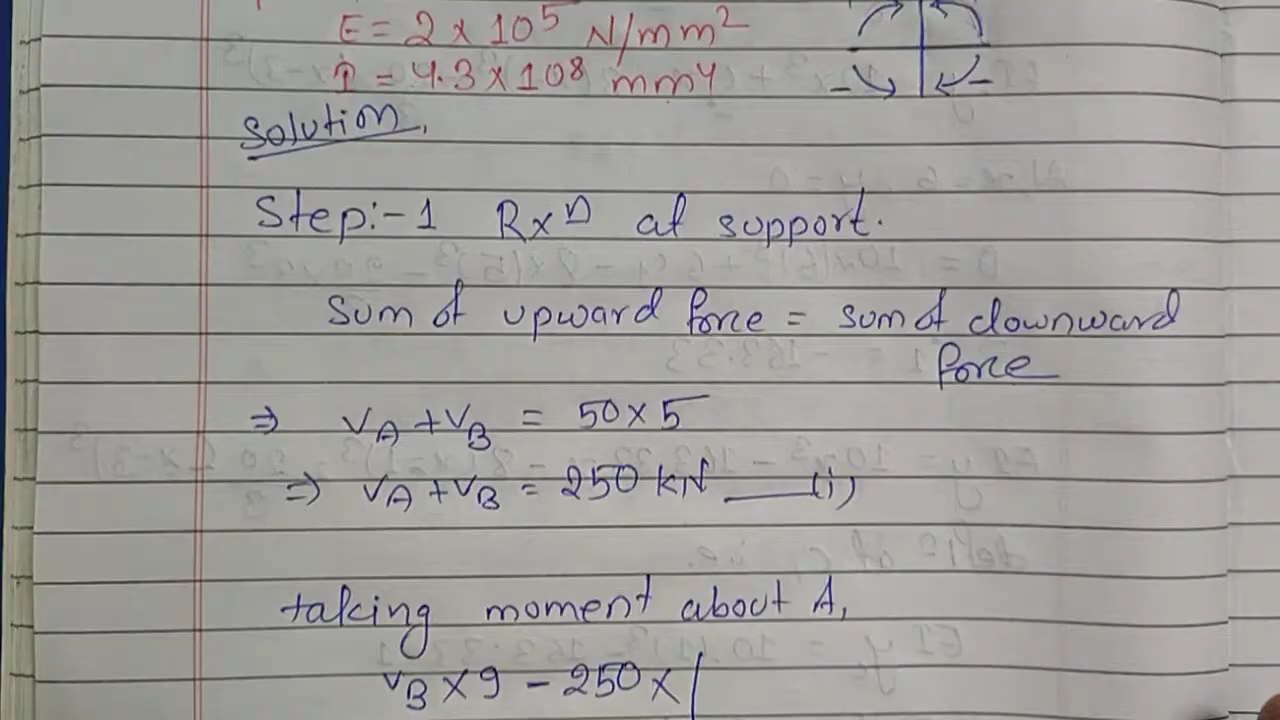 E = 2 × 10⁵ N/mm²
I = 4.3 × 10⁸ mm⁴
Solution,
Step:-1 Rxⁿ at support.
Sum of upward force = sum of downward
force
⇒ VA + VB = 50 × 5
⇒ VA + VB = 250 KN ——(i)
taking moment about A,
VB × 9 - 250 ×